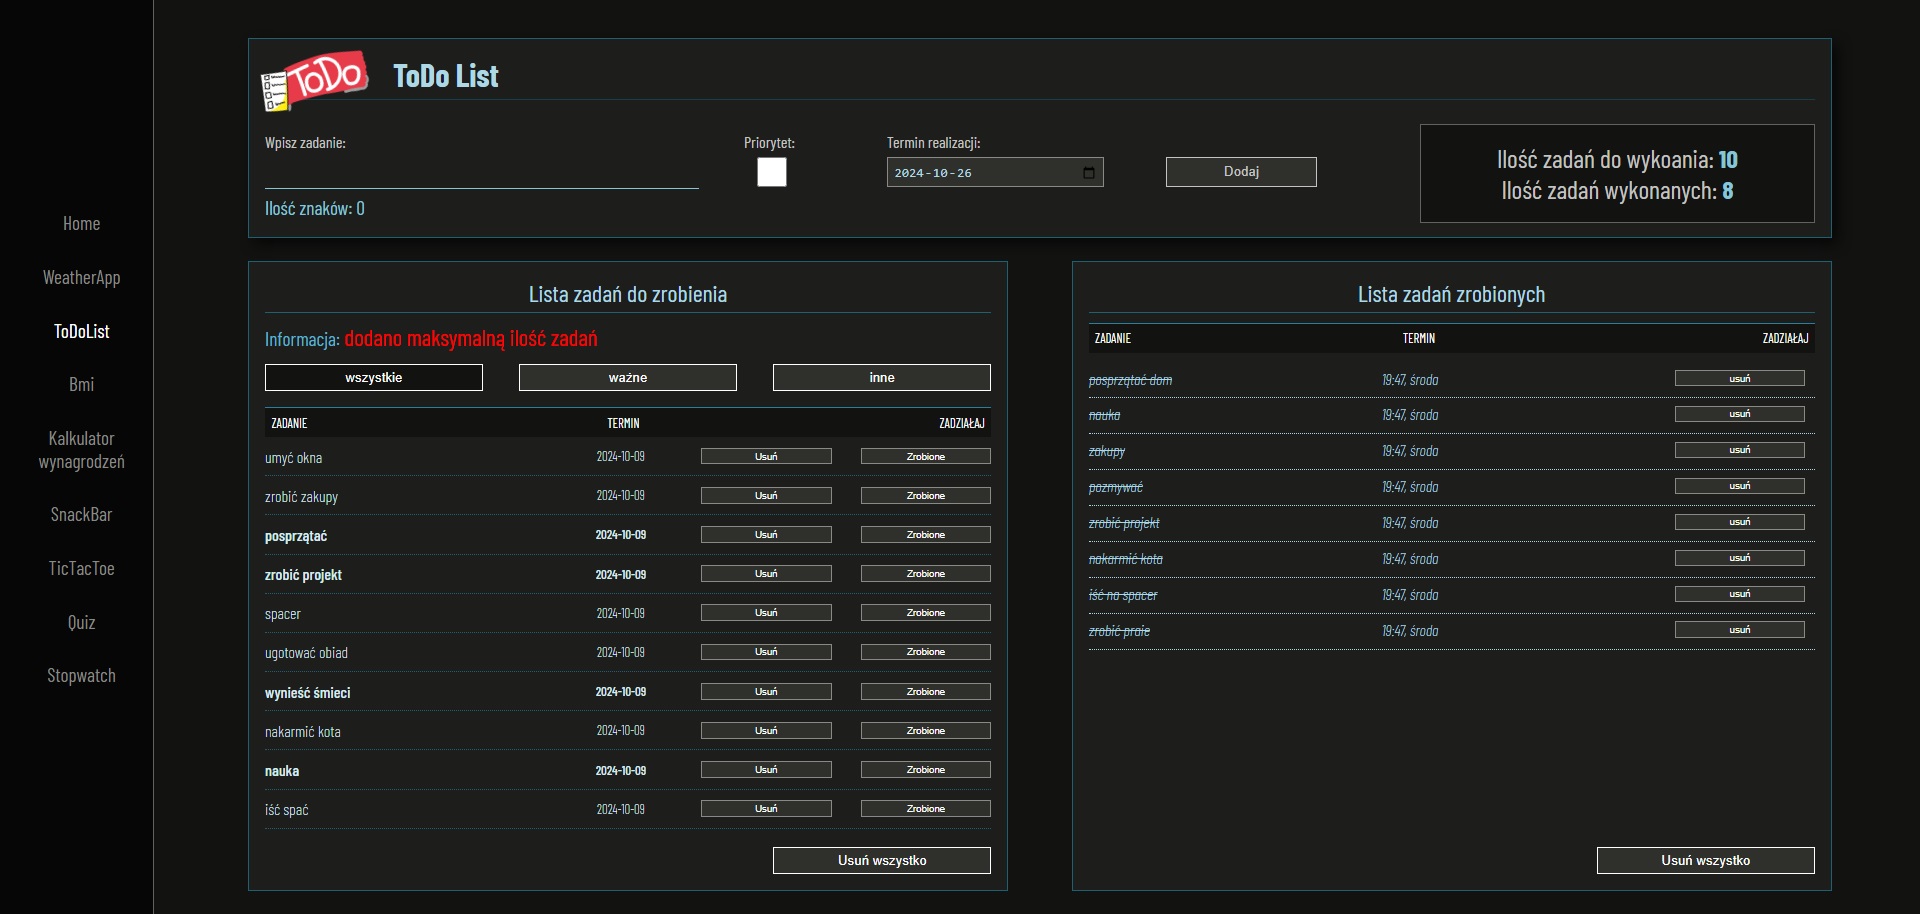 Home
WeatherApp
ToDoList
Bmi
Kalkulator
wynagrodzeń
SnackBar
TicTacToe
Quiz
Stopwatch
ToDo
ToDo List
Wpisz zadanie:
Priorytet:
Termin realizacji:
2024-10-26
Dodaj
Ilość znaków: 0
Ilość zadań do wykoania: 10
Ilość zadań wykonanych: 8
Lista zadań do zrobienia
Informacja: dodano maksymalną ilość zadań
wszystkie ważne inne
ZADANIE TERMIN ZADZIAŁAJ
umyć okna 2024-10-09 Usuń Zrobione
zrobić zakupy 2024-10-09 Usuń Zrobione
posprzątać 2024-10-09 Usuń Zrobione
zrobić projekt 2024-10-09 Usuń Zrobione
spacer 2024-10-09 Usuń Zrobione
ugotować obiad 2024-10-09 Usuń Zrobione
wynieść śmieci 2024-10-09 Usuń Zrobione
nakarmić kota 2024-10-09 Usuń Zrobione
nauka 2024-10-09 Usuń Zrobione
iść spać 2024-10-09 Usuń Zrobione
Usuń wszystko
Lista zadań zrobionych
ZADANIE TERMIN ZADZIAŁAJ
posprzątać dom 19:47, środa usuń
nauka 19:47, środa usuń
zakupy 19:47, środa usuń
pozmywać 19:47, środa usuń
zrobić projekt 19:47, środa usuń
nakarmić kota 19:47, środa usuń
iść na spacer 19:47, środa usuń
zrobić praie 19:47, środa usuń
Usuń wszystko